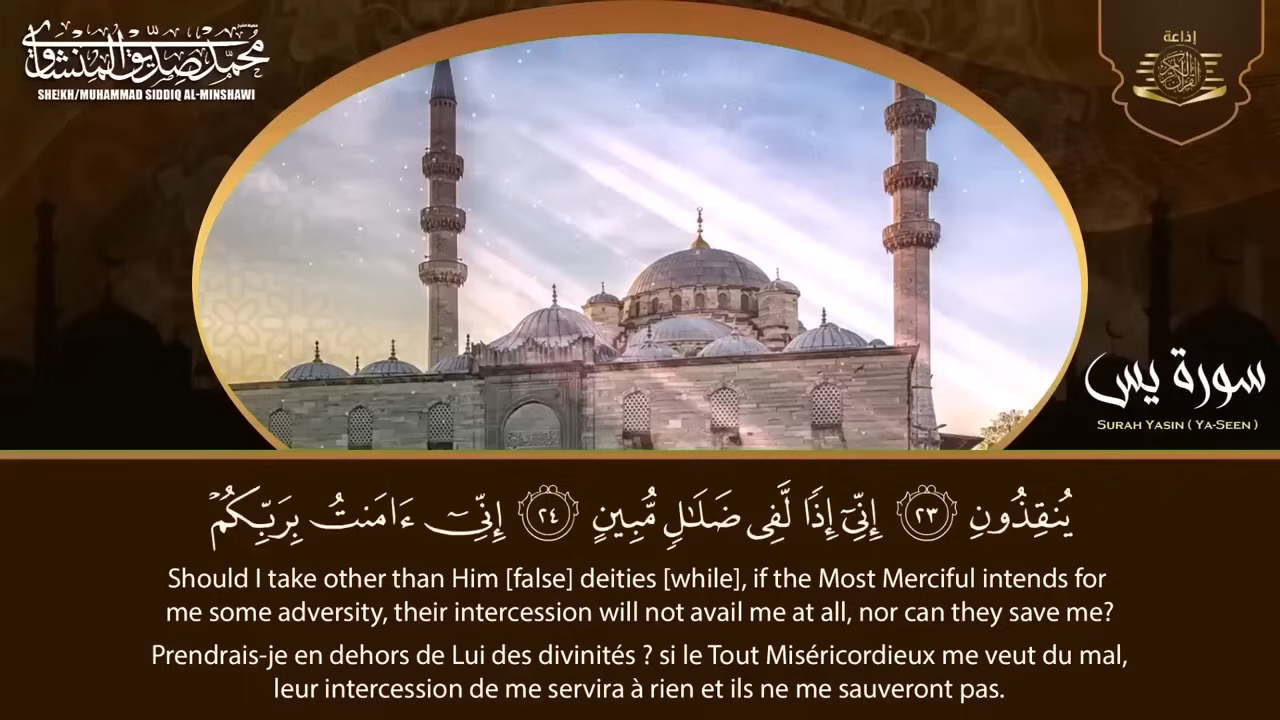 محمد صديق المنشاوي
SHEIKH/MUHAMMAD SIDDIQ AL-MINSHAWI
إذاعة
القرآن الكريم
سورة يس
SURAH YASIN ( YA-SEEN )
يُنقِذُونِ ٢٣ إِنِّىٓ إِذًا لَّفِى ضَلَـٰلٍ مُّبِينٍ ٢٤ إِنِّىٓ ءَامَنتُ بِرَبِّكُمْ
Should I take other than Him [false] deities [while], if the Most Merciful intends for
me some adversity, their intercession will not avail me at all, nor can they save me?
Prendrais-je en dehors de Lui des divinités ? si le Tout Miséricordieux me veut du mal,
leur intercession de me servira à rien et ils ne me sauveront pas.